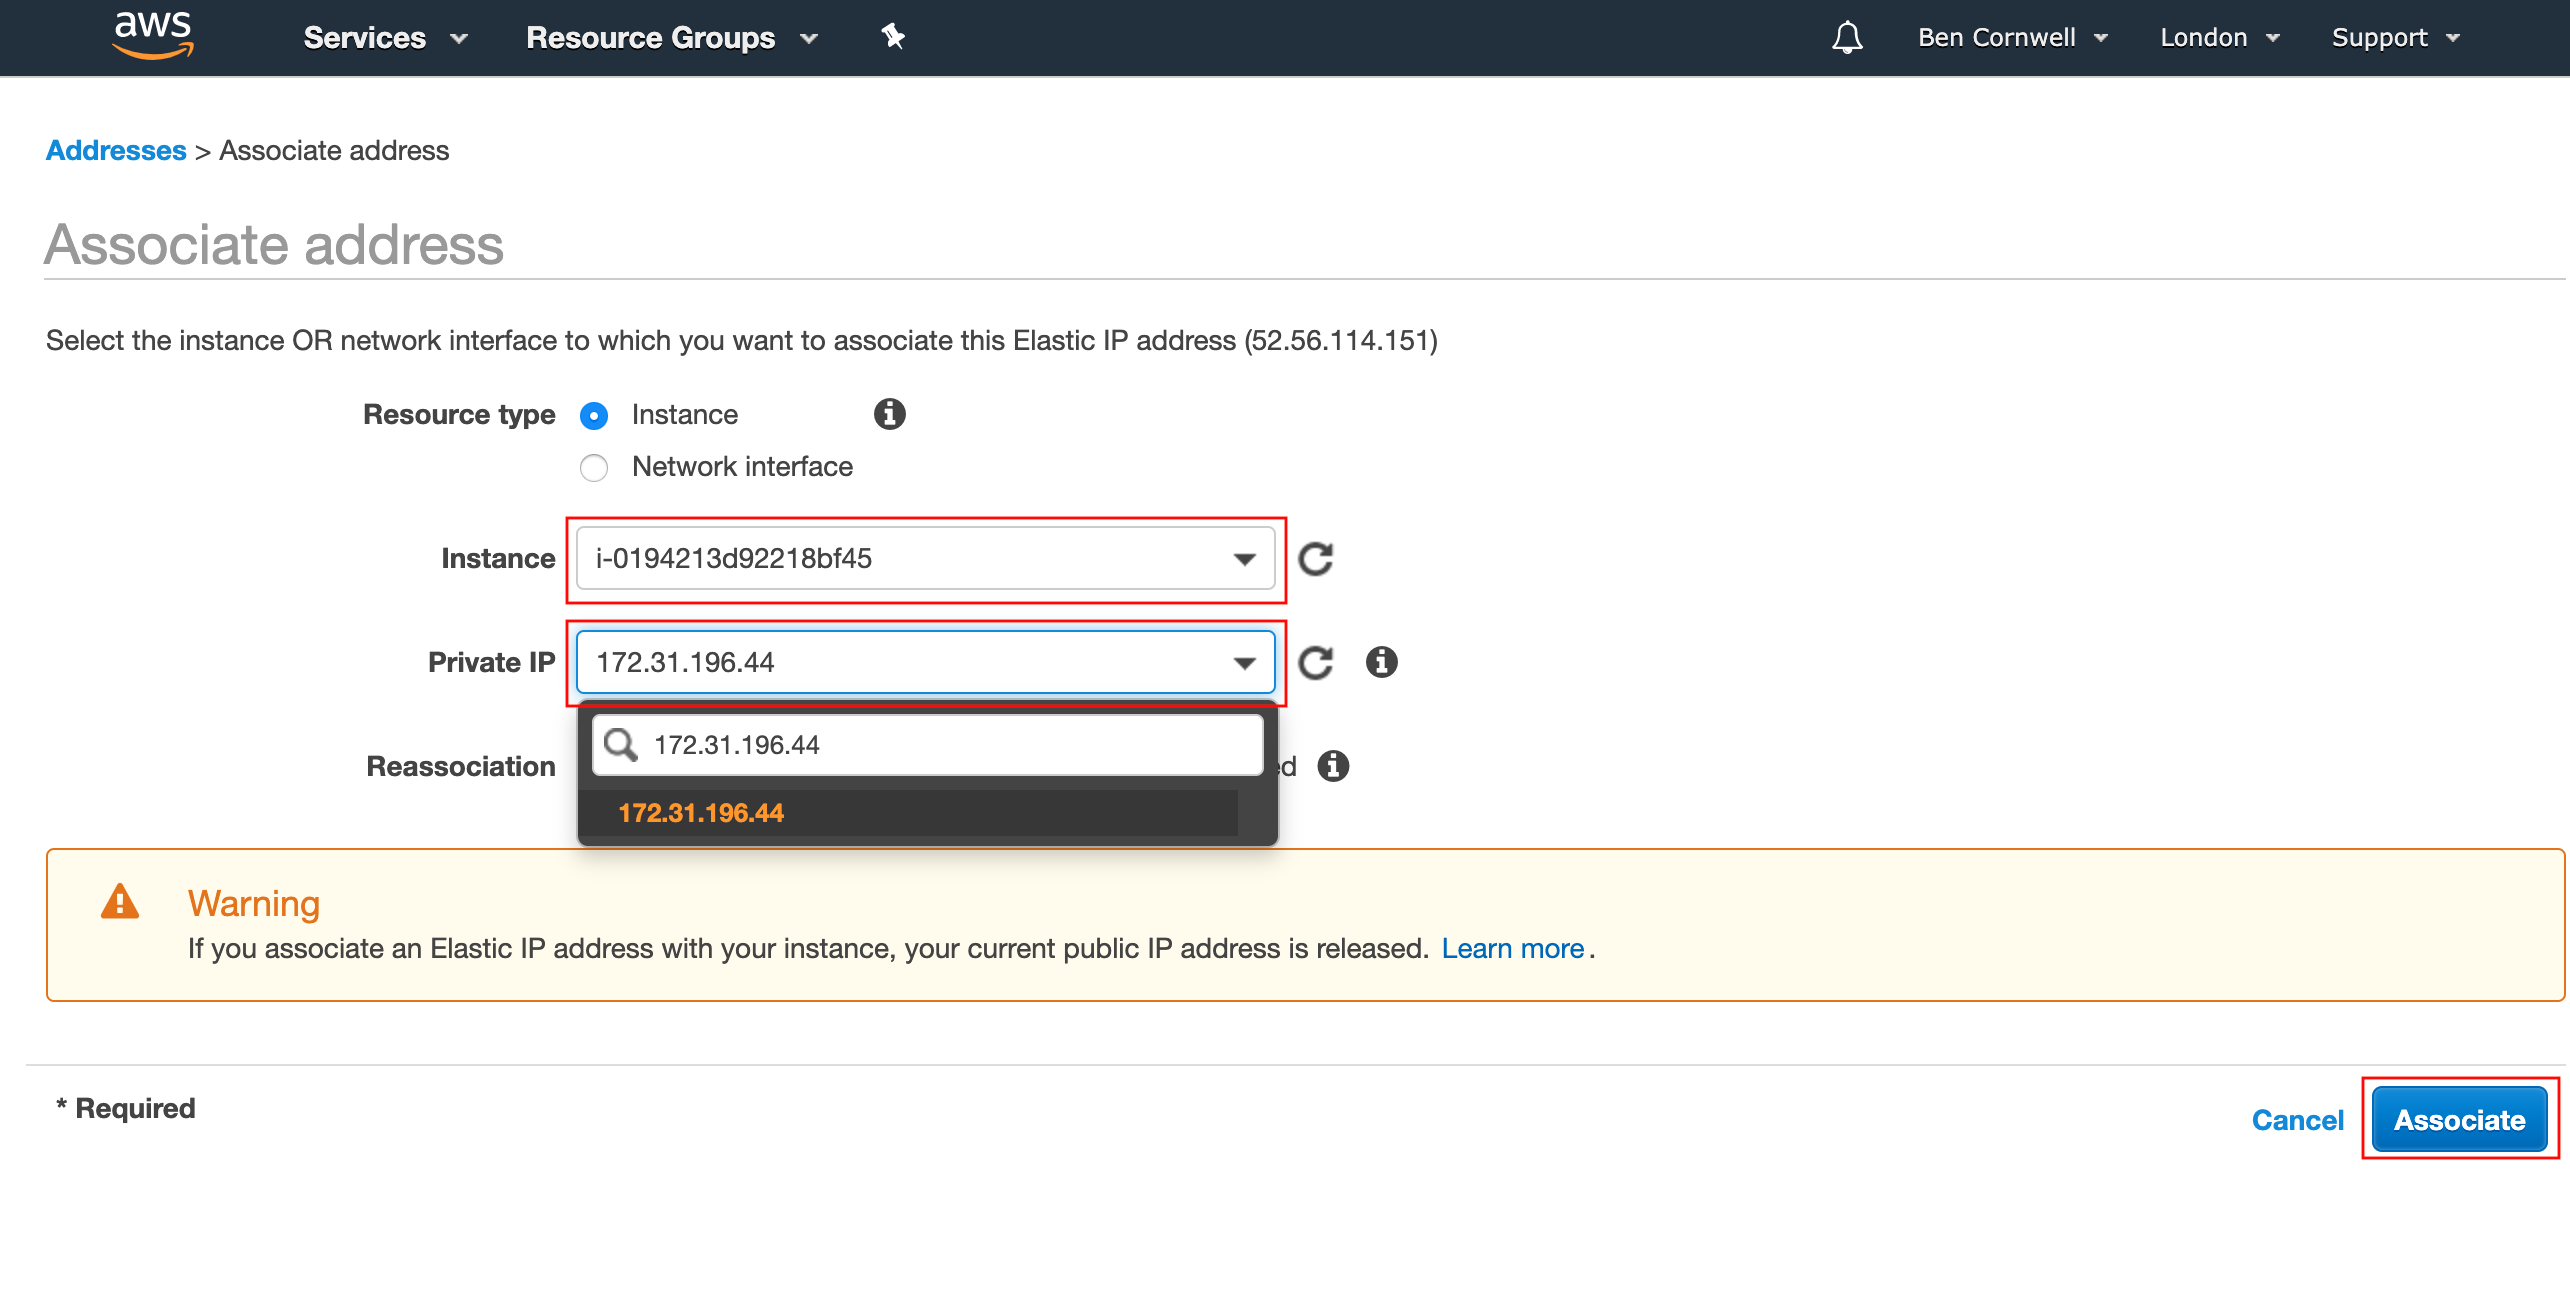 aws Services Resource Groups Ben Cornwell London Support
Addresses > Associate address
Associate address
Select the instance OR network interface to which you want to associate this Elastic IP address (52.56.114.151)
Resource type Instance
Network interface
Instance i-0194213d92218bf45
Private IP 172.31.196.44
172.31.196.44
Reassociation ed
172.31.196.44
Warning
If you associate an Elastic IP address with your instance, your current public IP address is released. Learn more.
* Required
Cancel Associate